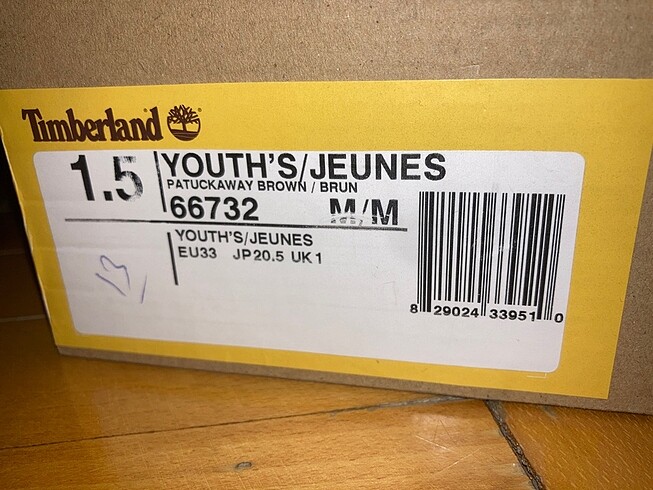 Timberland
1.5
YOUTH'S/JEUNES
PATUCKAWAY BROWN / BRUN
66732 M/M
YOUTH'S/JEUNES
EU33 JP20.5 UK1
8 29024 33951 0